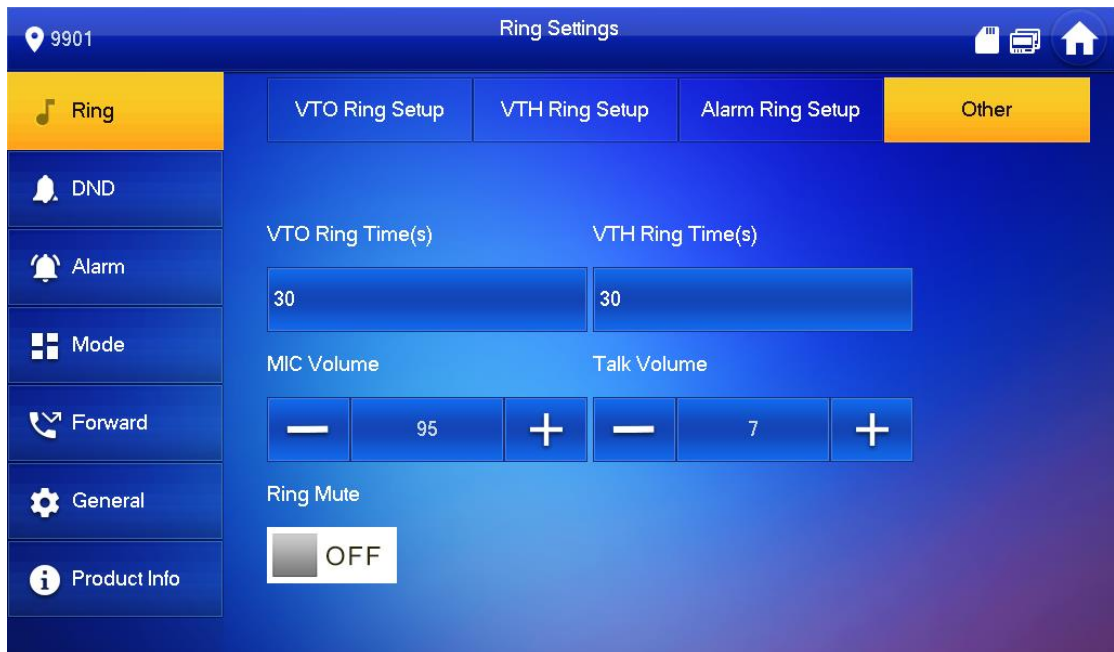 9901
Ring Settings
Ring
VTO Ring Setup
VTH Ring Setup
Alarm Ring Setup
Other
DND
Alarm
Mode
Forward
General
Product Info
VTO Ring Time(s)
VTH Ring Time(s)
30
30
MIC Volume
Talk Volume
95
7
Ring Mute
OFF